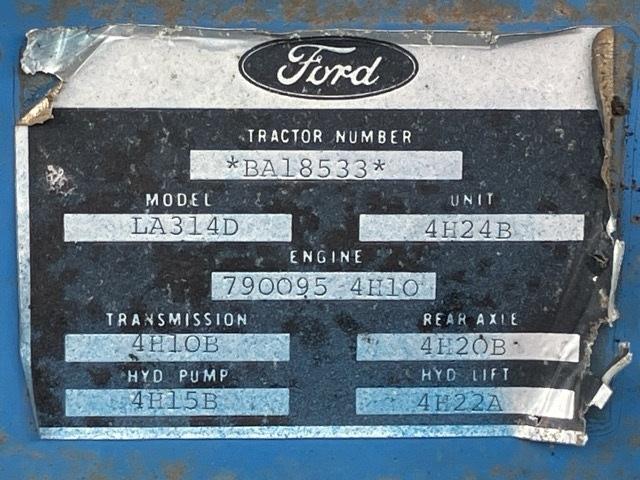 Ford
TRACTOR NUMBER
*BA18533*
MODEL UNIT
LA314D 4H24B
ENGINE
790095 4H10
TRANSMISSION REAR AXLE
4H10B 4H20B
HYD PUMP HYD LIFT
4H15B 4H22A